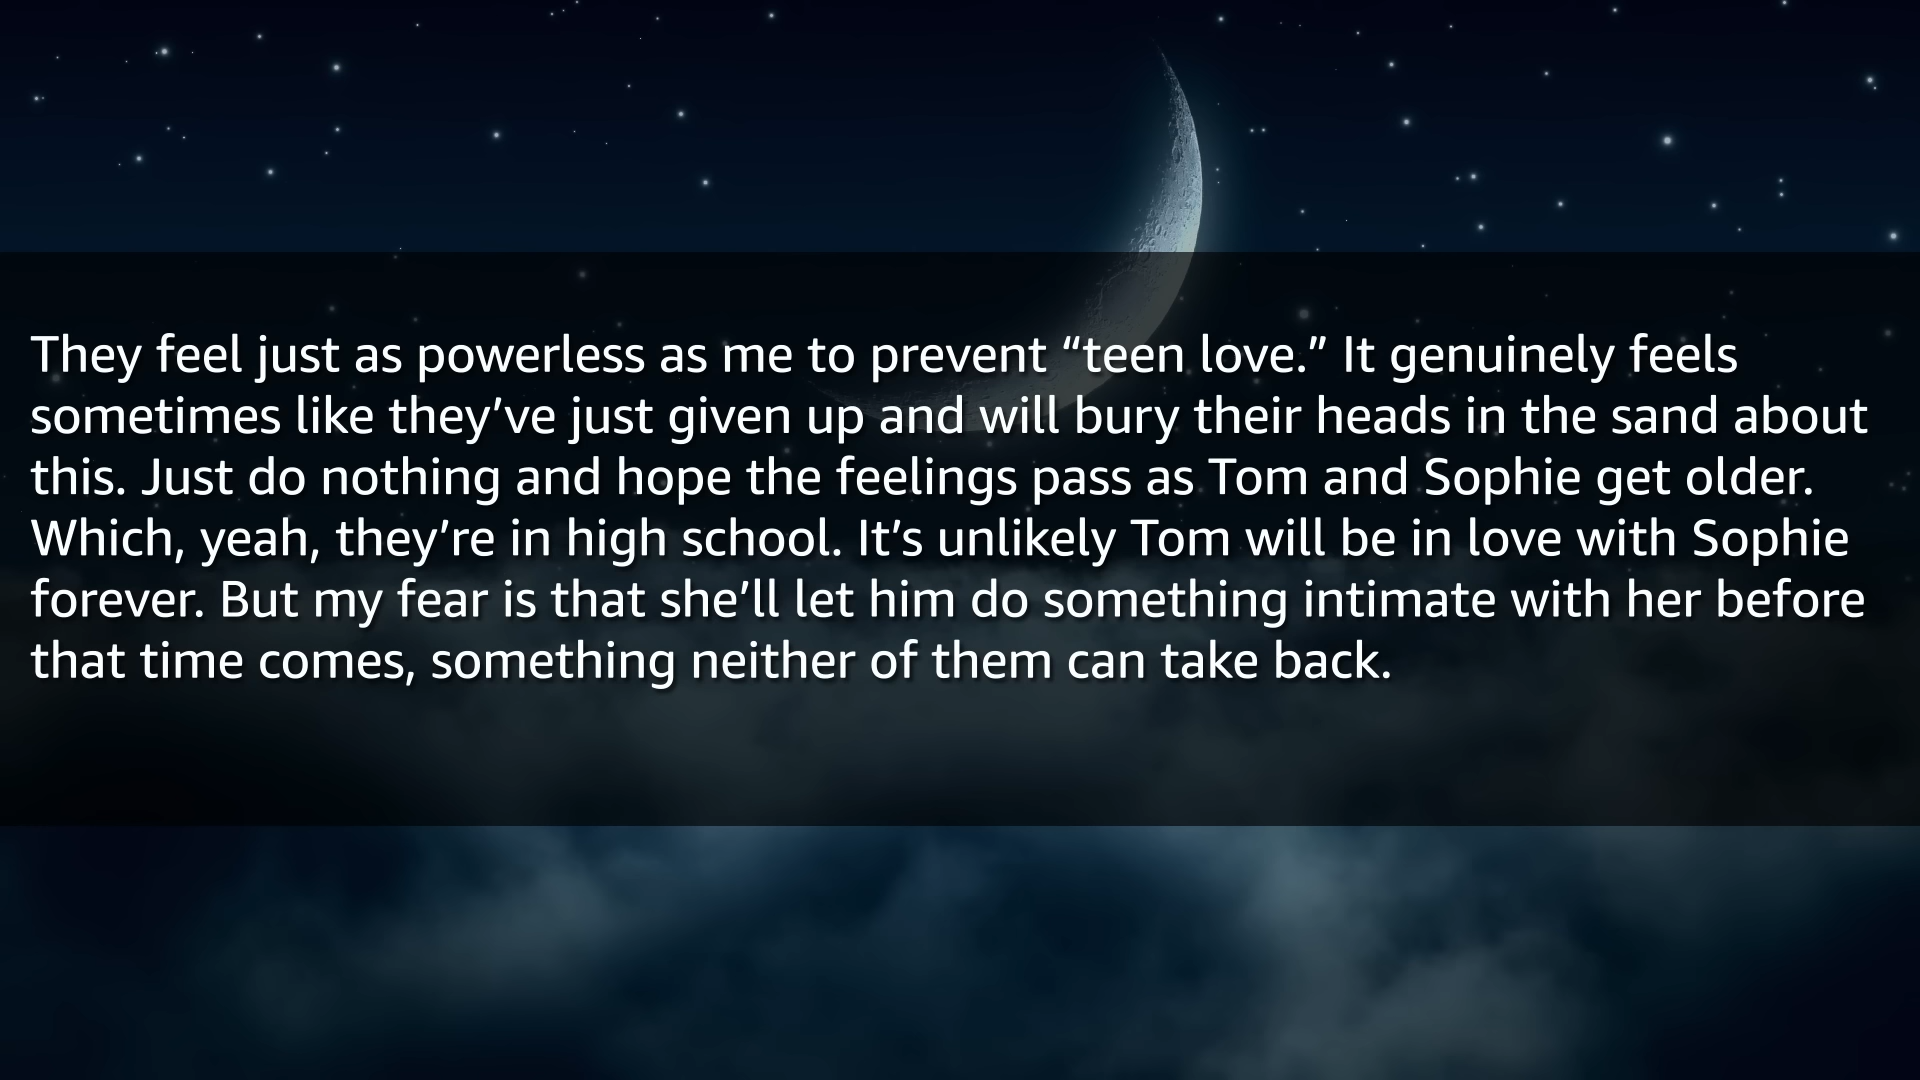 They feel just as powerless as me to prevent “teen love.” It genuinely feels
sometimes like they’ve just given up and will bury their heads in the sand about
this. Just do nothing and hope the feelings pass as Tom and Sophie get older.
Which, yeah, they’re in high school. It’s unlikely Tom will be in love with Sophie
forever. But my fear is that she’ll let him do something intimate with her before
that time comes, something neither of them can take back.